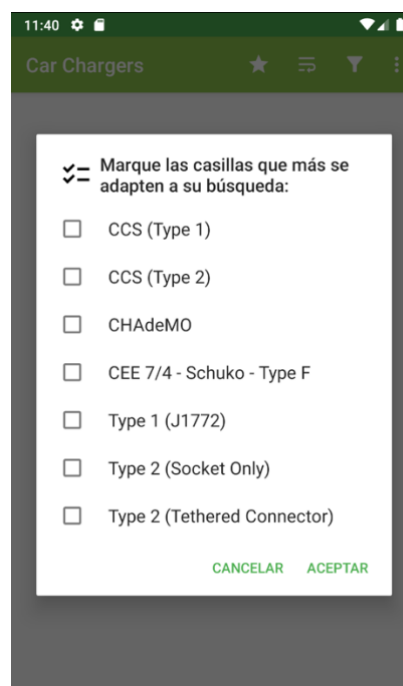 11:40
Car Chargers
Marque las casillas que más se
adapten a su búsqueda:
CCS (Type 1)
CCS (Type 2)
CHAdeMO
CEE 7/4 - Schuko - Type F
Type 1 (J1772)
Type 2 (Socket Only)
Type 2 (Tethered Connector)
CANCELAR ACEPTAR